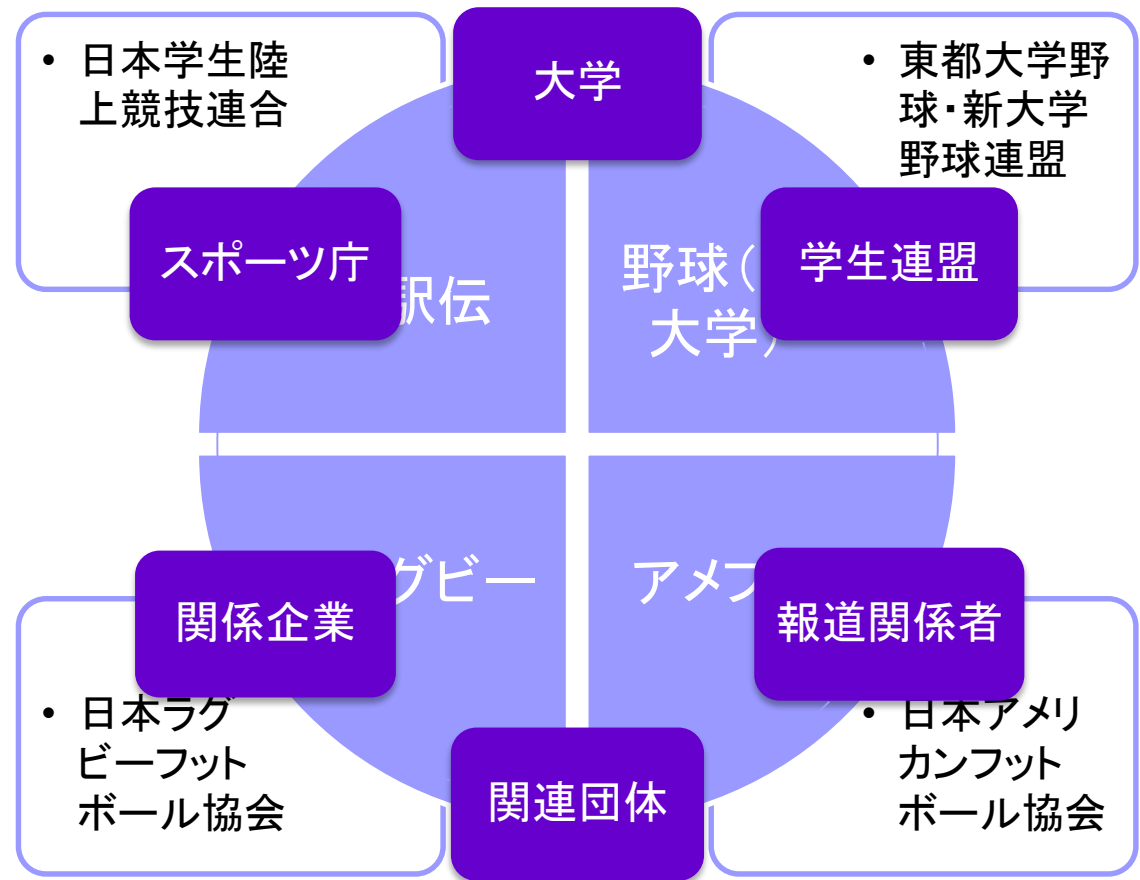 • 日本学生陸
上競技連合
大学
• 東都大学野
球・新大学
野球連盟
スポーツ庁
駅伝
野球（
大学）
学生連盟
関係企業
グビー
アメフ
報道関係者
• 日本ラグ
ビーフット
ボール協会
関連団体
• 日本アメリ
カンフット
ボール協会